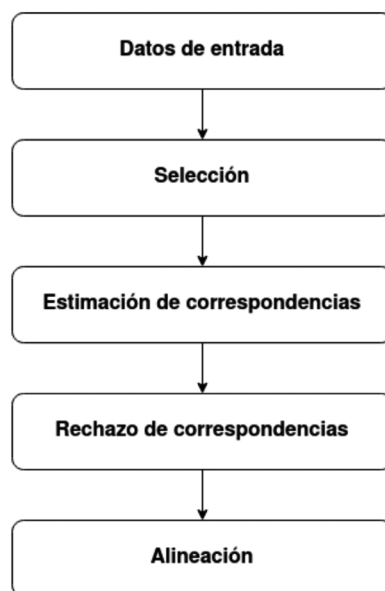 Datos de entrada
Selección
Estimación de correspondencias
Rechazo de correspondencias
Alineación